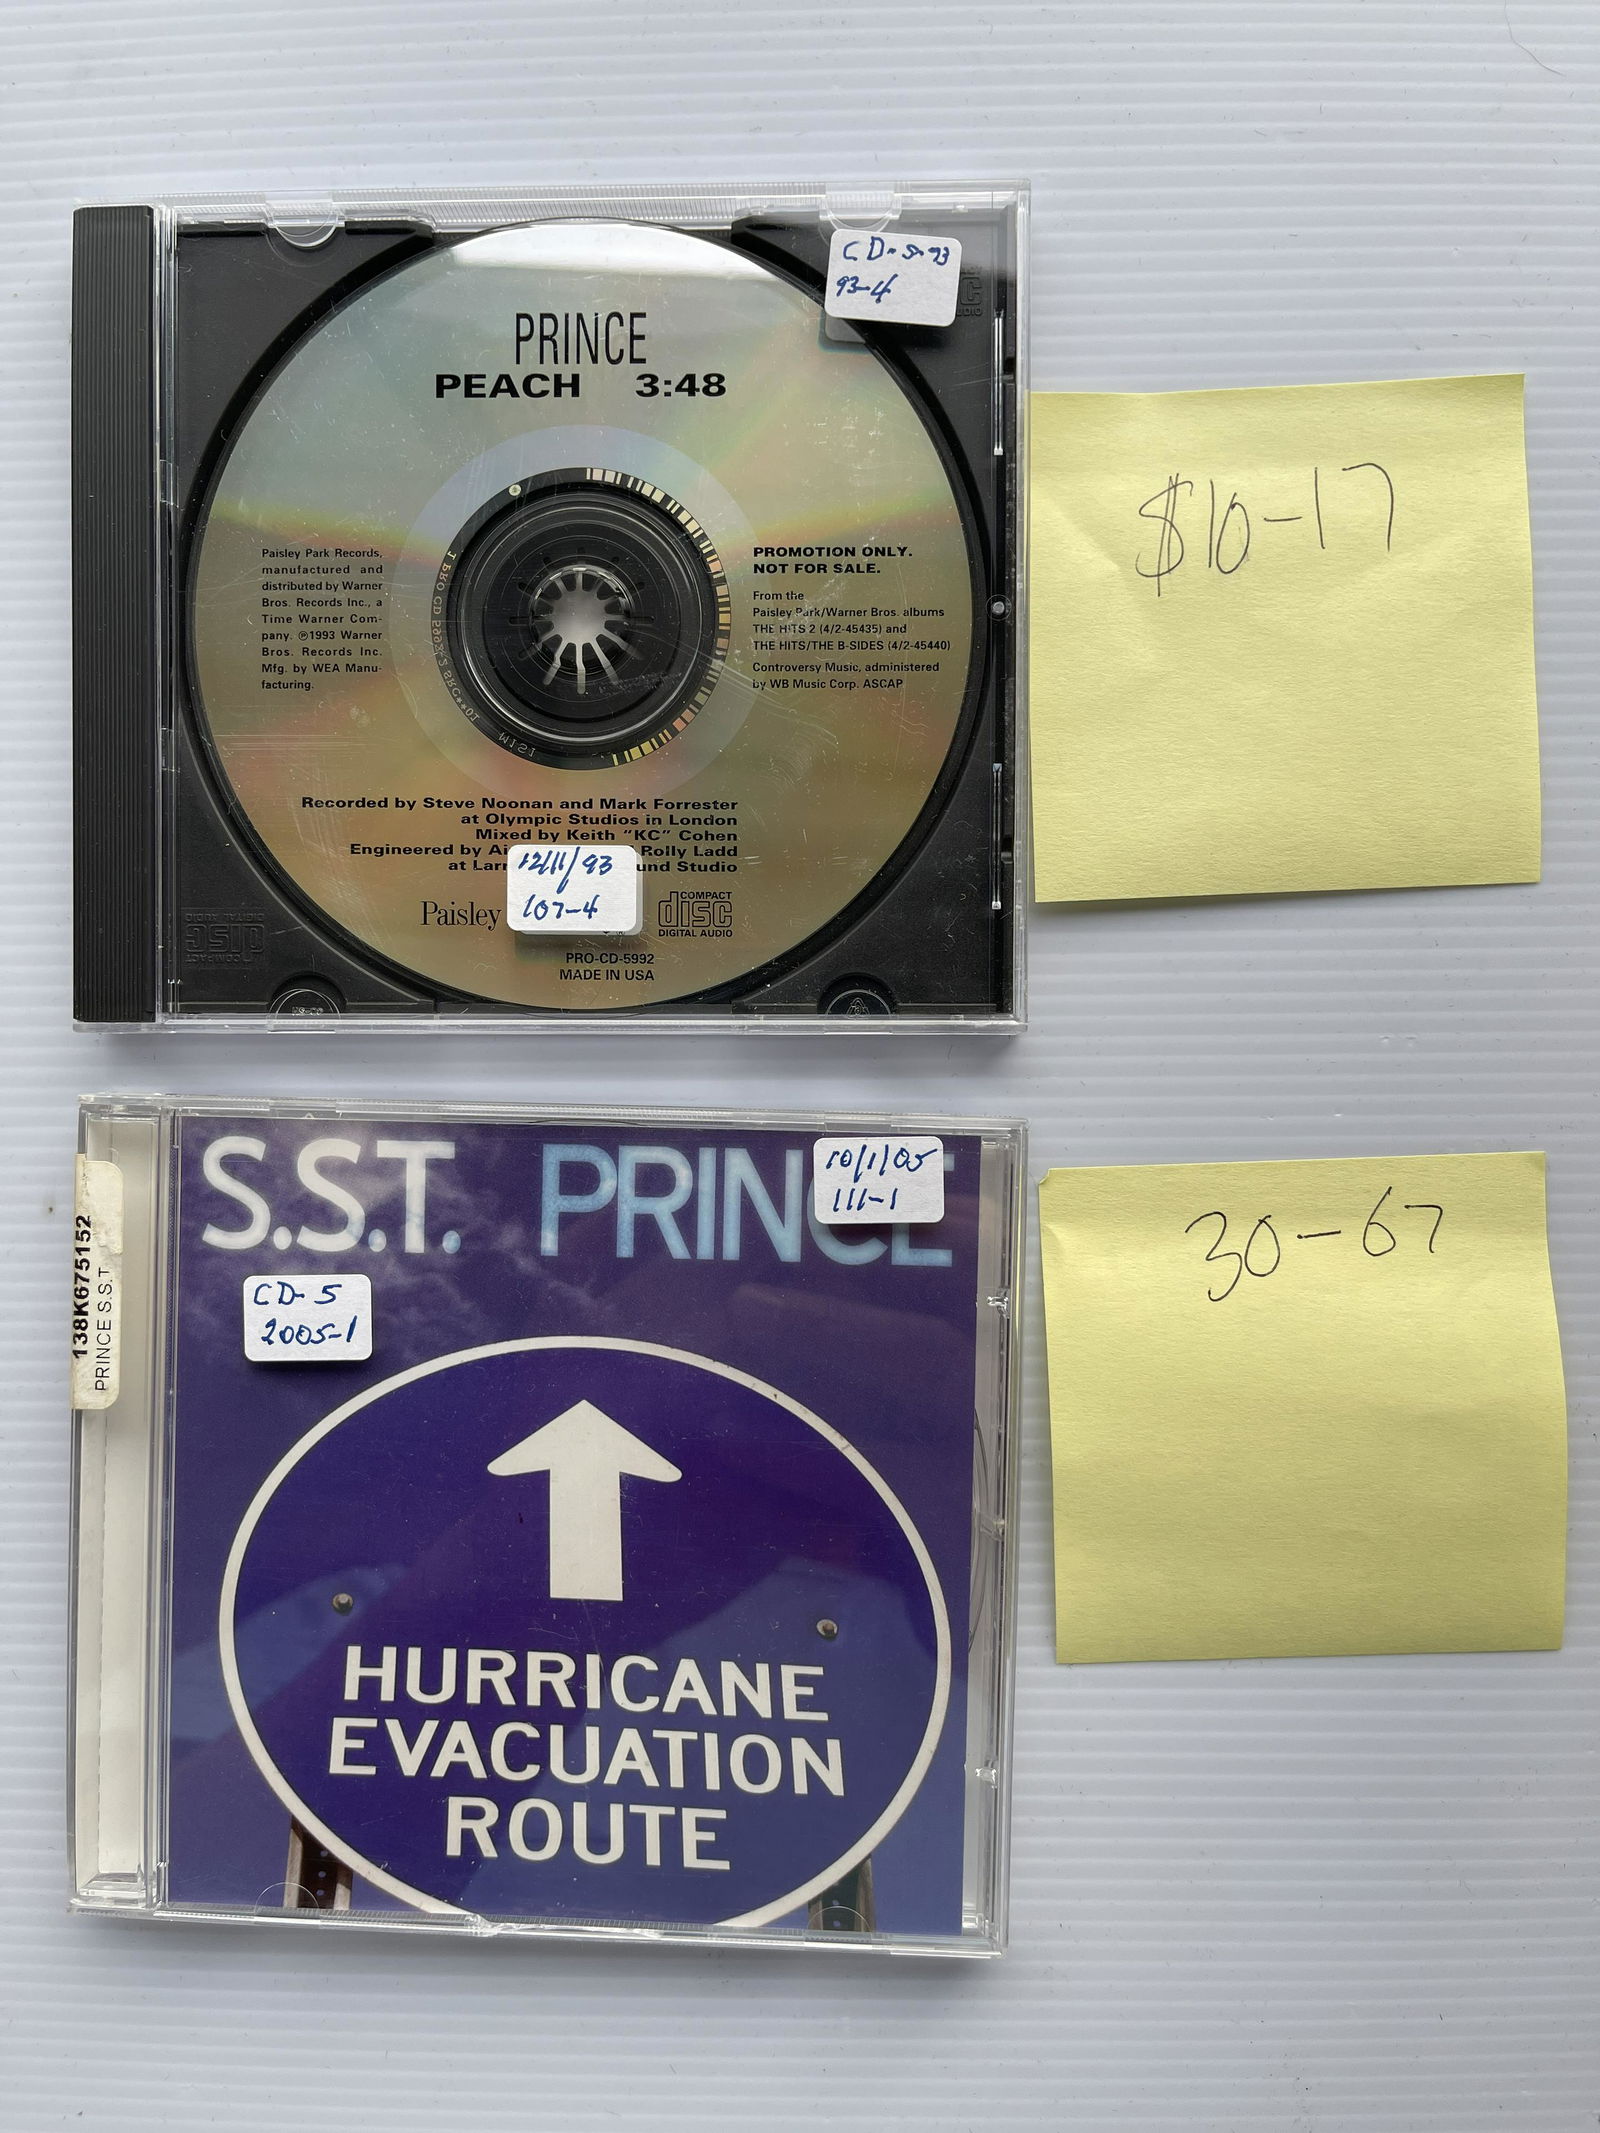 CD-5-93
93-4
PRINCE
PEACH 3:48
Paisley Park Records,
manufactured and
distributed by Warner
Bros. Records Inc., a
Time Warner Com-
pany. ℗1993 Warner
Bros. Records Inc.
Mfg. by WEA Manu-
facturing.
PROMOTION ONLY.
NOT FOR SALE.
From the
Paisley Park/Warner Bros. albums
THE HITS 2 (4/2-45435) and
THE HITS/THE B-SIDES (4/2-45440)
Controversy Music, administered
by WB Music Corp. ASCAP
Recorded by Steve Noonan and Mark Forrester
at Olympic Studios in London
Mixed by Keith "KC" Cohen
Engineered by Rolly Ladd
at und Studio
12/11/93
107-4
Paisley
COMPACT
disc
DIGITAL AUDIO
PRO-CD-5992
MADE IN USA
$10-17
138K675152
PRINCE S.S.T
S.S.T. PRINCE
10/1/05
111-1
CD-5
2005-1
HURRICANE
EVACUATION
ROUTE
30-67